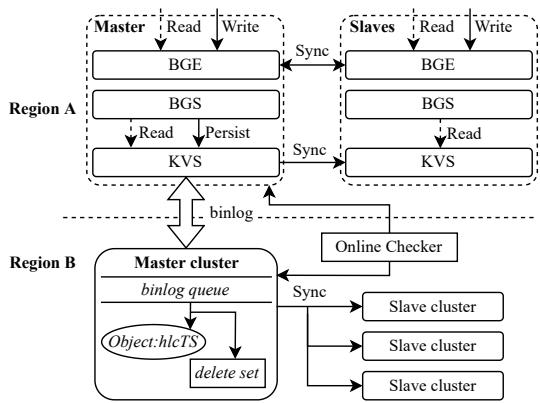 Master
Read
Write
Slaves
Read
Write
BGE
Sync
BGE
Region A
BGS
BGS
Read
Persist
Read
KVS
Sync
KVS
binlog
Online Checker
Region B
Master cluster
binlog queue
Sync
Slave cluster
Object:hlcTS
Slave cluster
delete set
Slave cluster